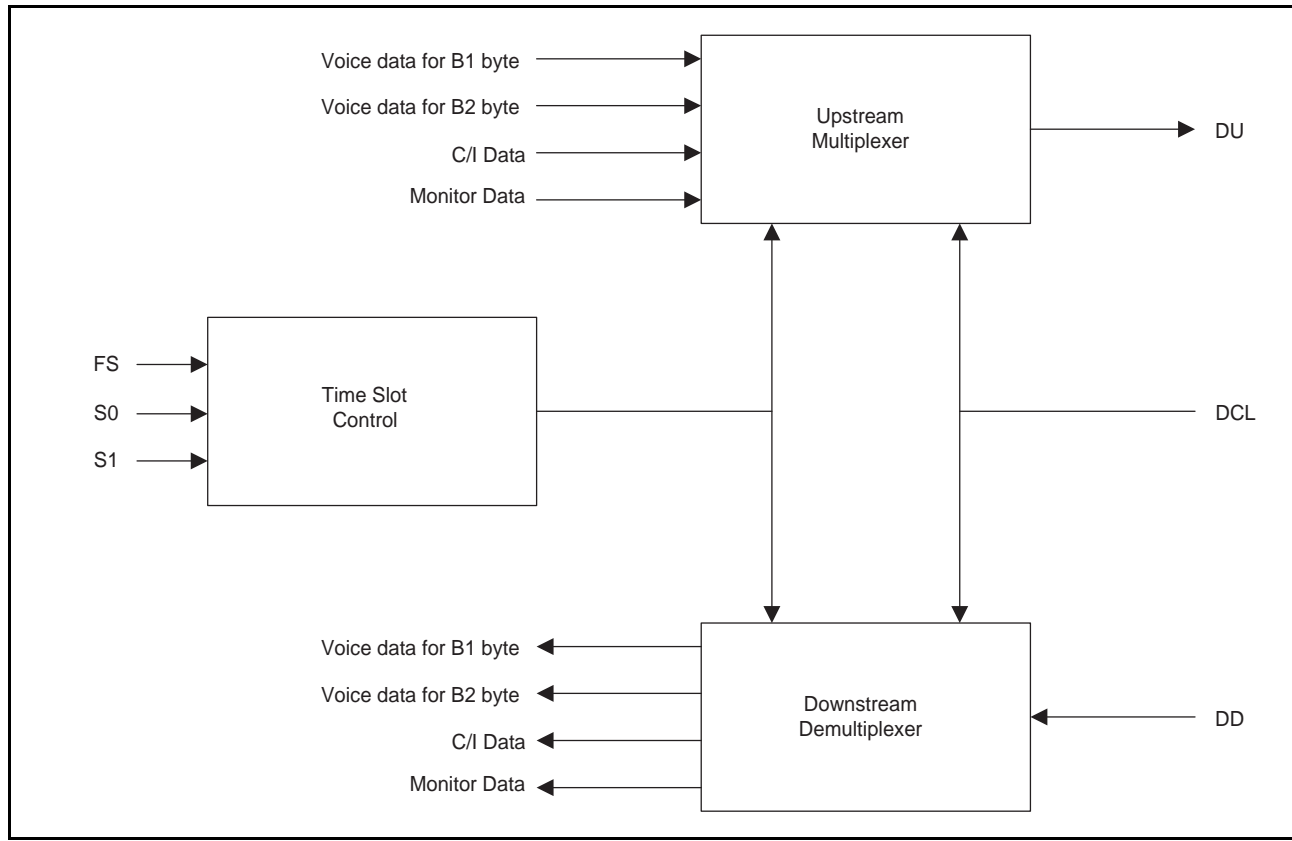 Voice data for B1 byte
Voice data for B2 byte
C/I Data
Monitor Data
Upstream
Multiplexer
DU
FS
S0
S1
Time Slot
Control
DCL
Voice data for B1 byte
Voice data for B2 byte
C/I Data
Monitor Data
Downstream
Demultiplexer
DD